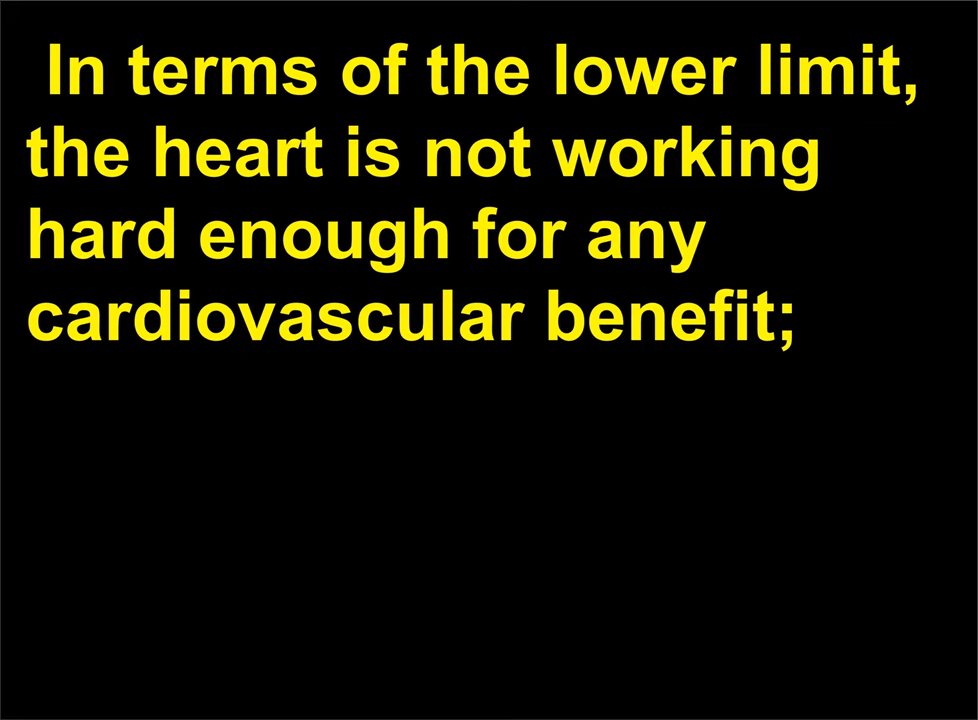 In terms of the lower limit,
the heart is not working
hard enough for any
cardiovascular benefit;